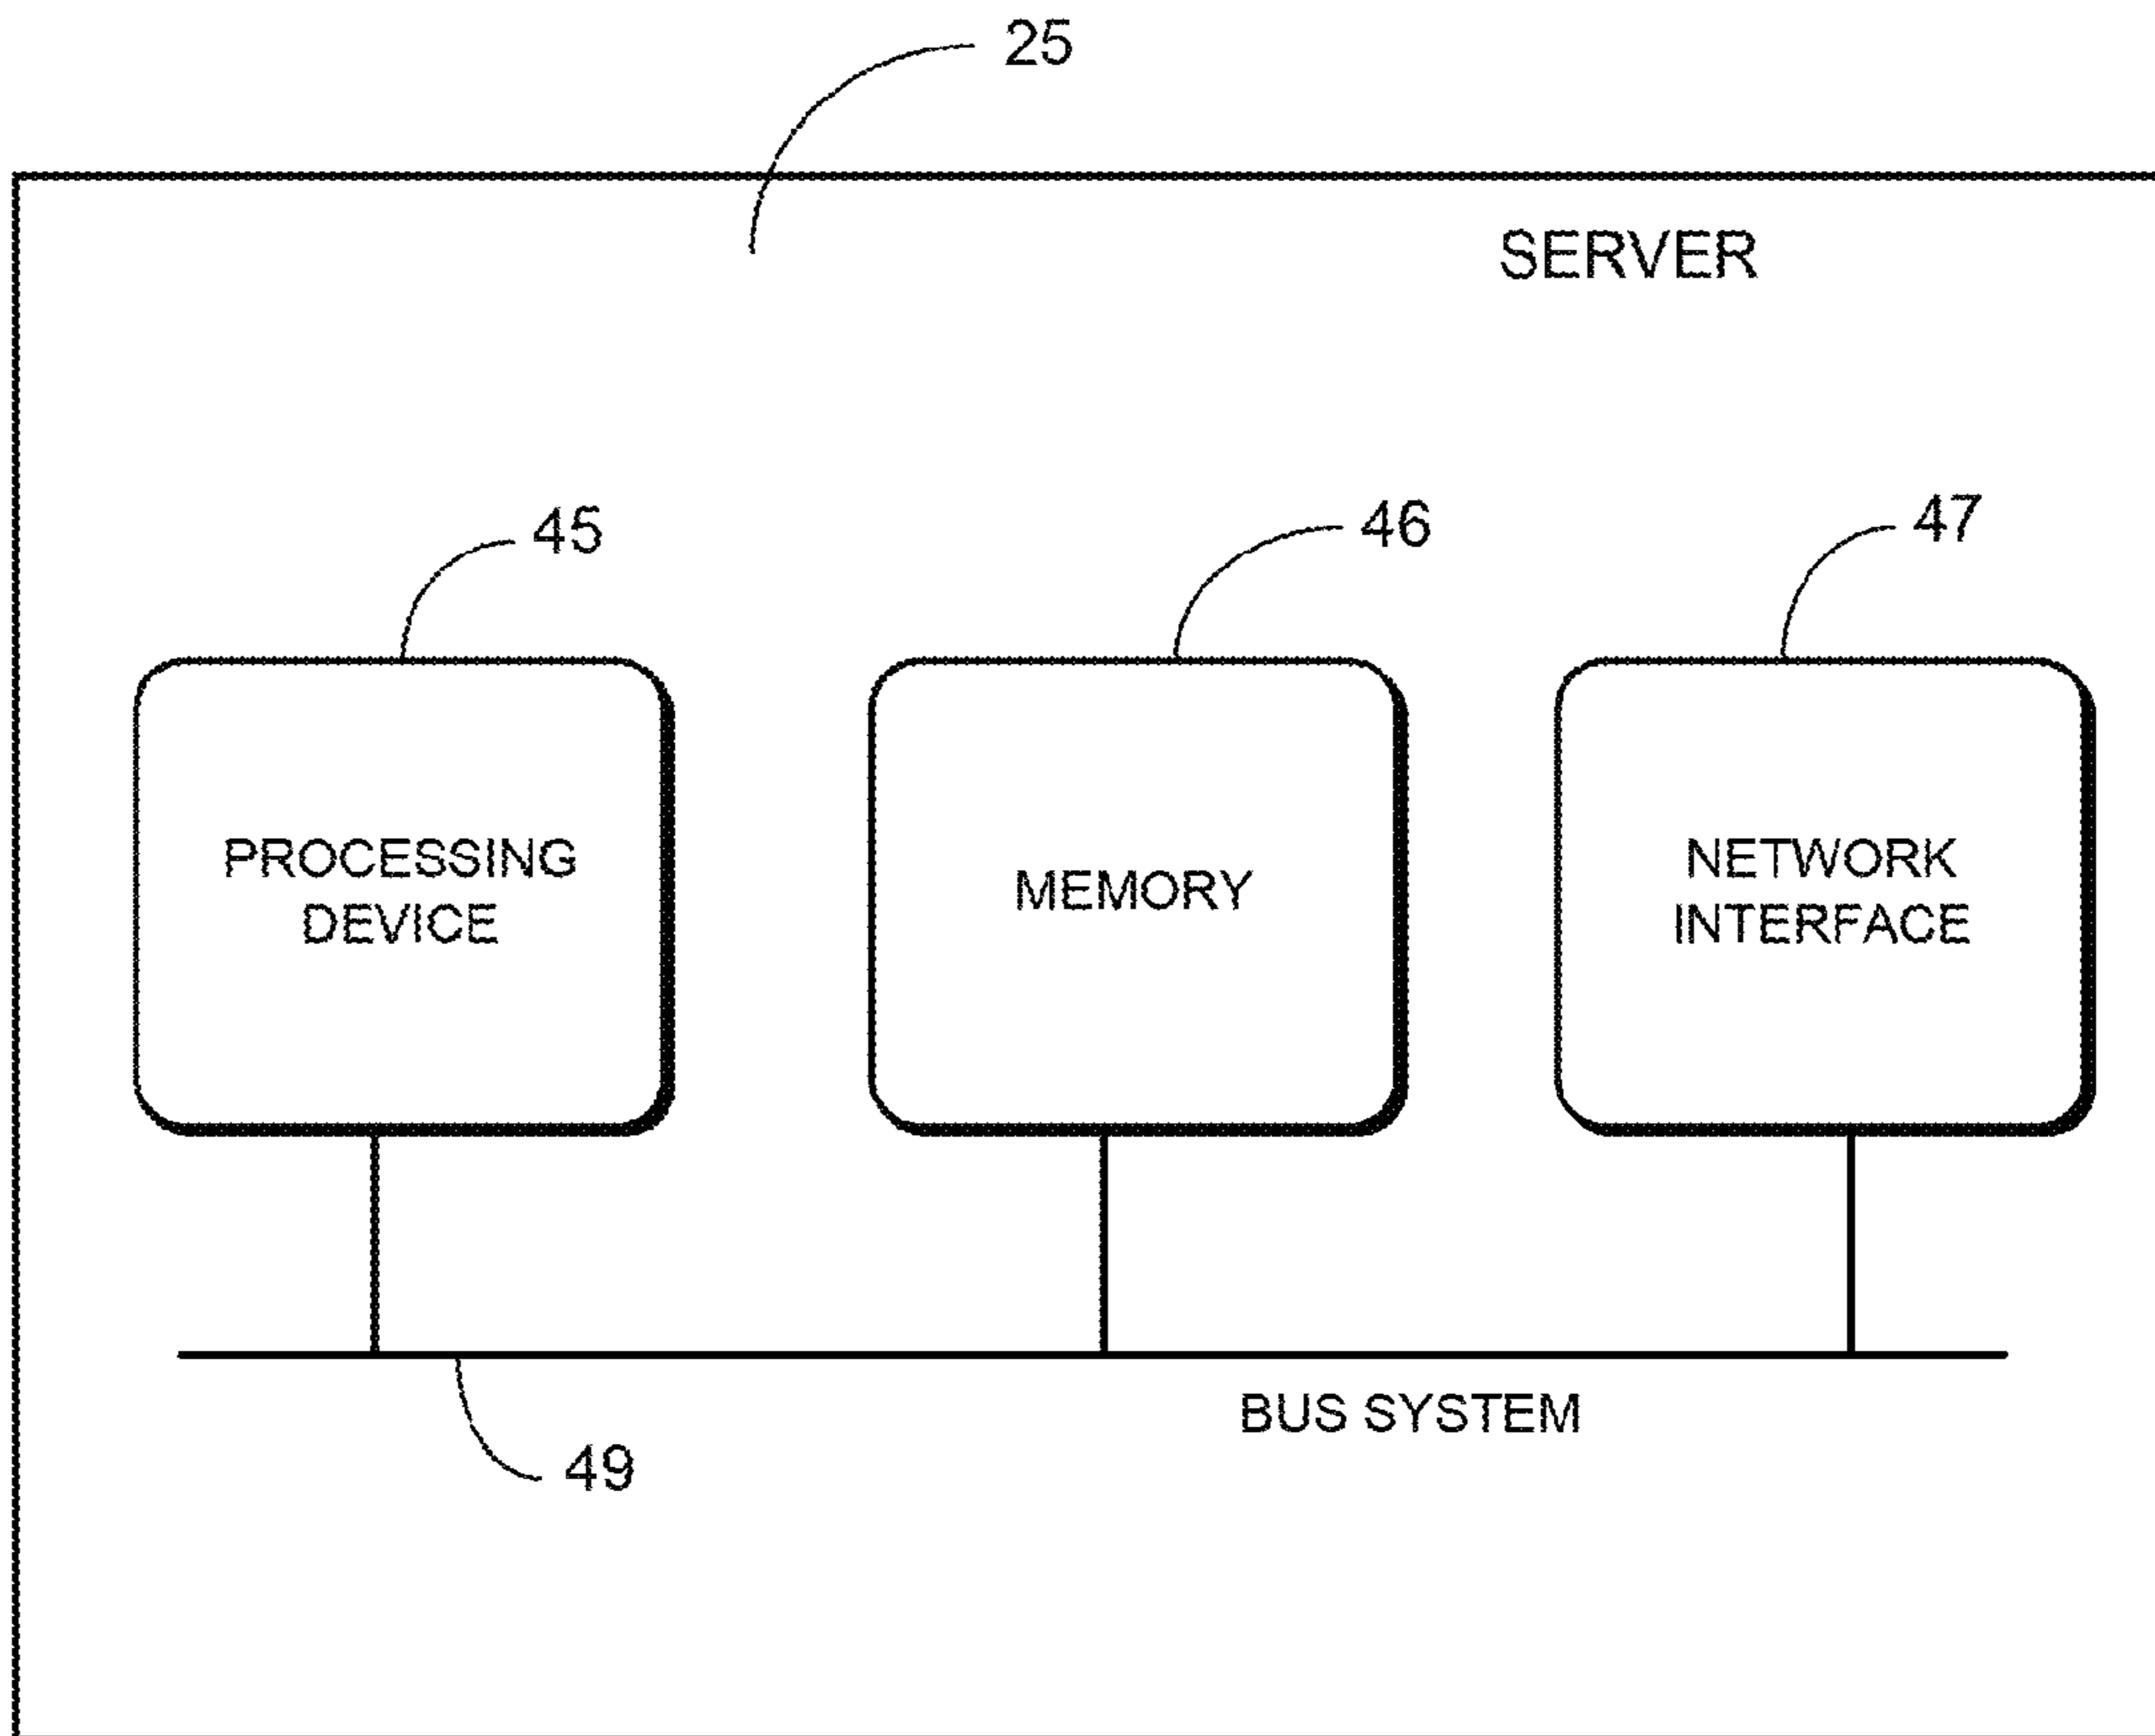 25
SERVER
45
46
47
PROCESSING
DEVICE
MEMORY
NETWORK
INTERFACE
BUS SYSTEM
49